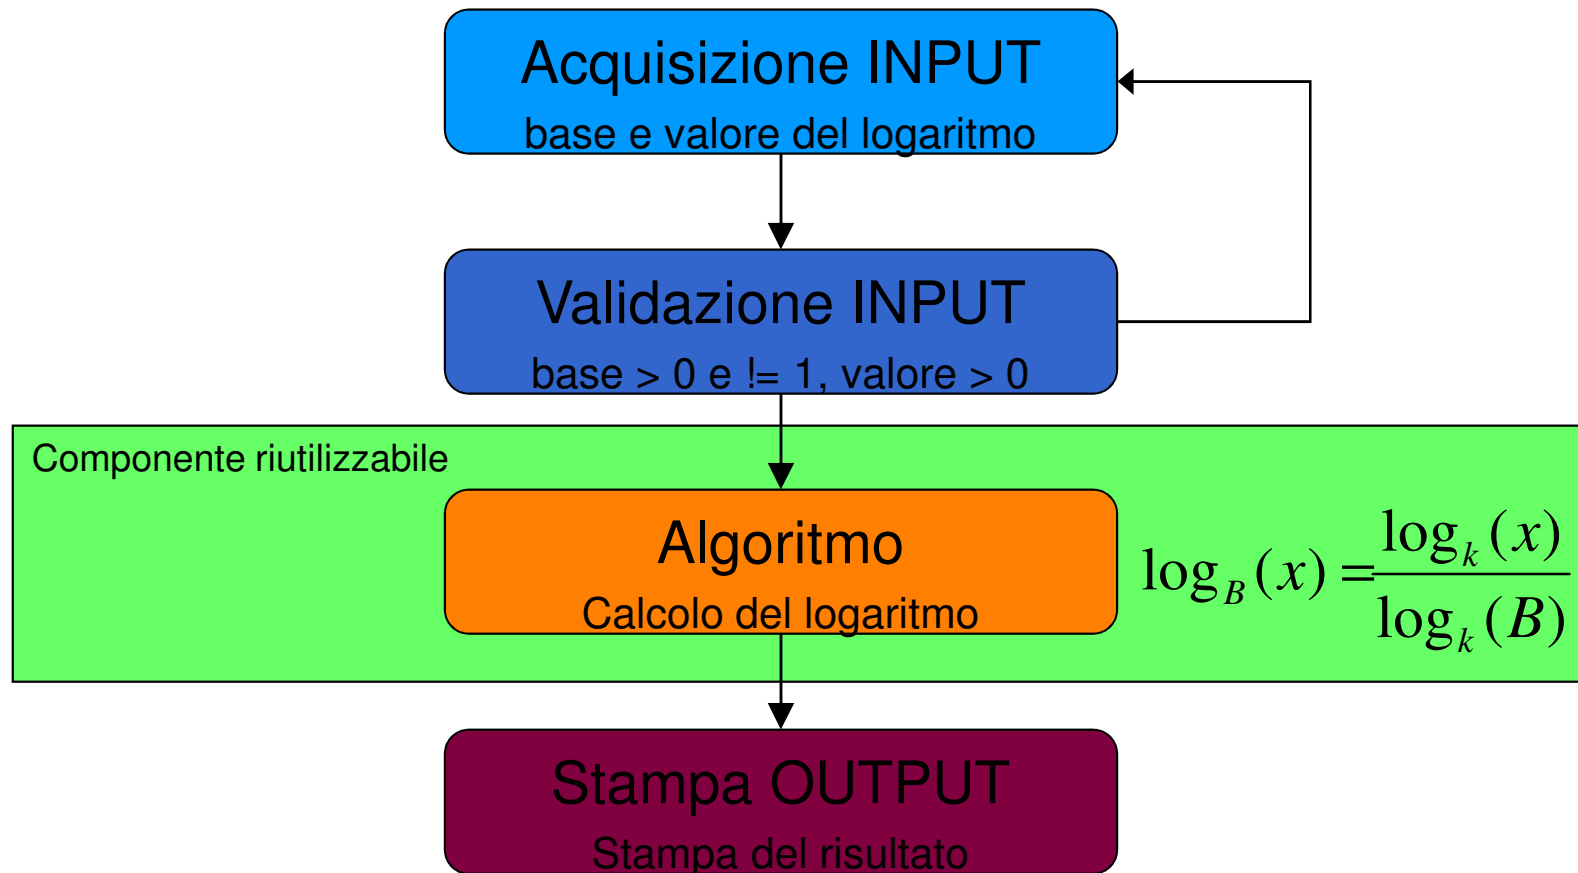 Acquisizione INPUT
base e valore del logaritmo
Validazione INPUT
base > 0 e != 1, valore > 0
Componente riutilizzabile
Algoritmo
Calcolo del logaritmo
log_B(x) = log_k(x) / log_k(B)
Stampa OUTPUT
Stampa del risultato